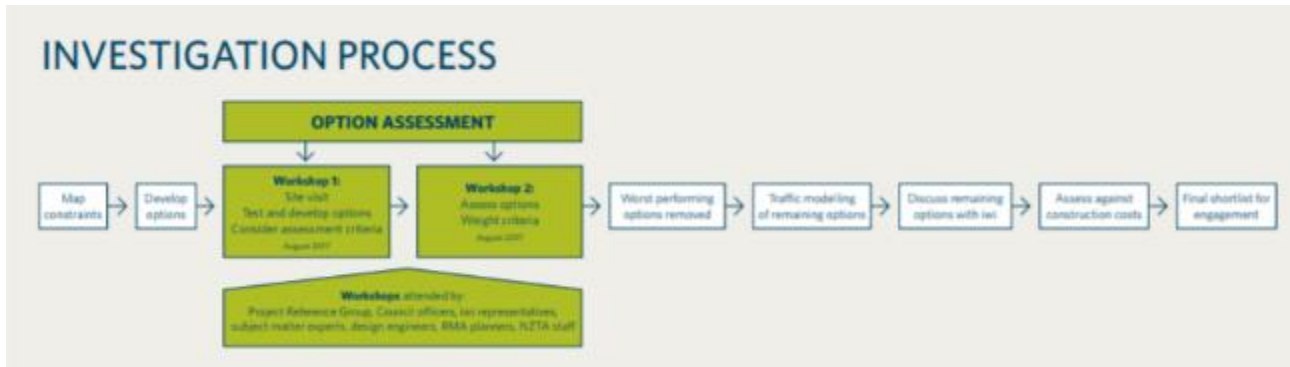 INVESTIGATION PROCESS
OPTION ASSESSMENT
Map
constraints
Develop
options
Workshop 1:
Site visit
Test and develop options
Consider assessment criteria
August 2017
Workshop 2:
Assess options
Weight criteria
August 2017
Worst performing
options removed
Traffic modelling
of remaining options
Discuss remaining
options with iwi
Assess against
construction costs
Final shortlist for
engagement
Workshops attended by:
Project Reference Group, Council officers, iwi representatives,
subject matter experts, design engineers, RMA planners, NZTA staff